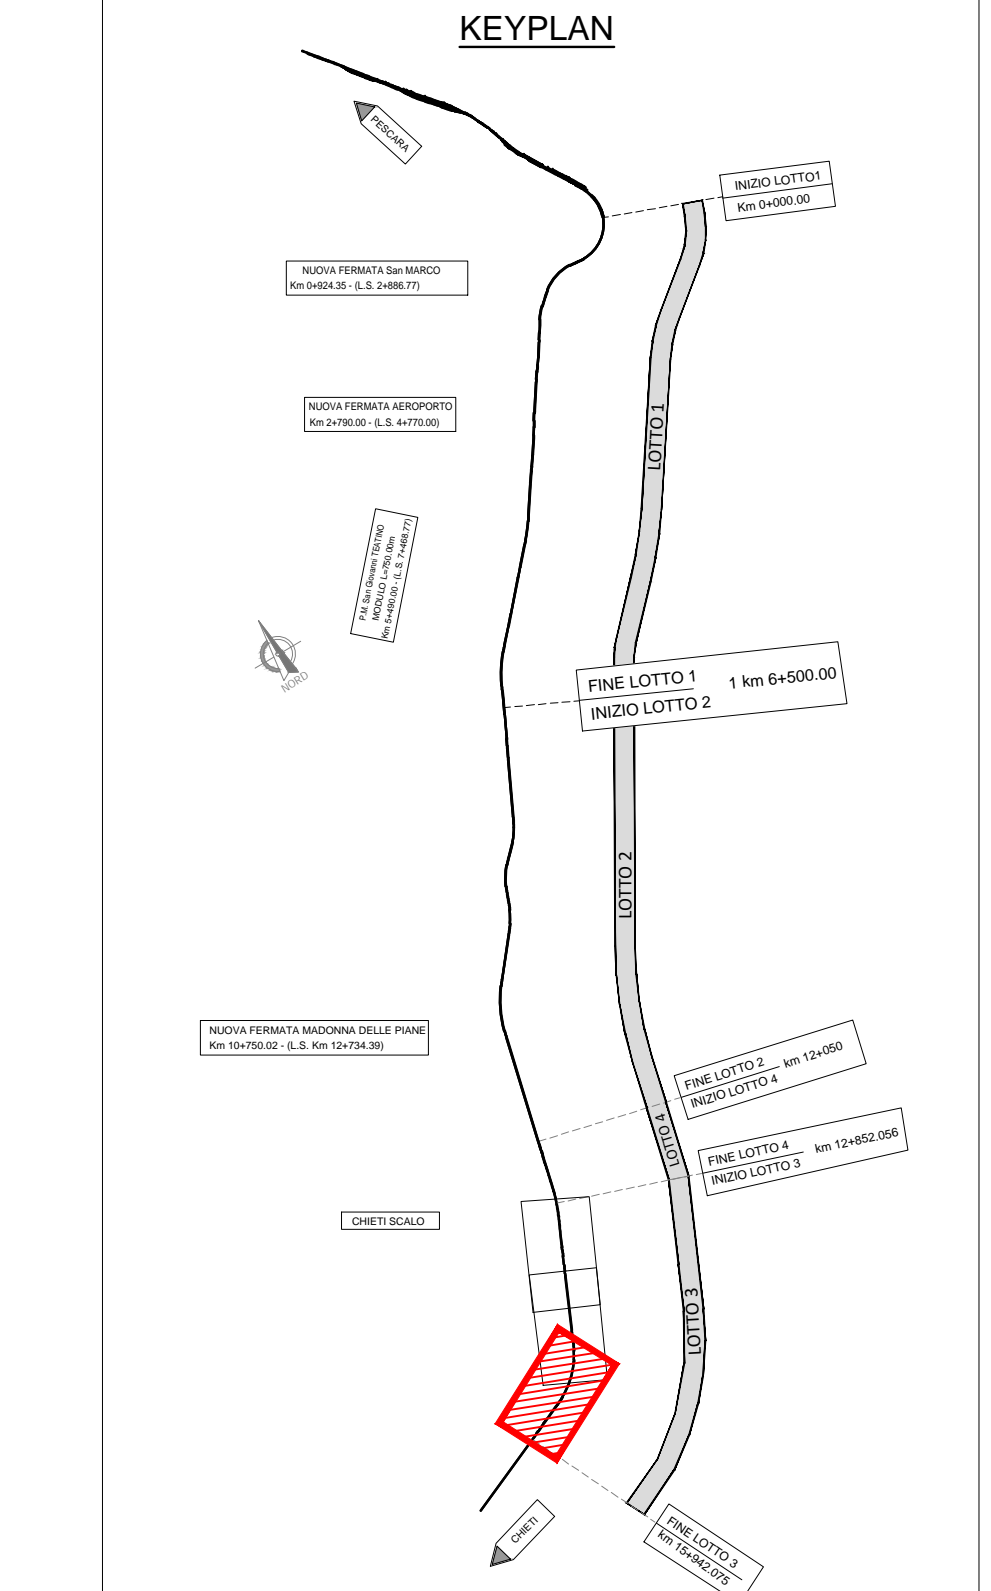 KEYPLAN
PESCARA
INIZIO LOTTO1
Km 0+000.00
NUOVA FERMATA San MARCO
Km 0+924.35 - (L.S. 2+886.77)
NUOVA FERMATA AEROPORTO
Km 2+790.00 - (L.S. 4+770.00)
LOTTO 1
P.M. San Giovanni TEATINO
MODULO L=750.00m
Km 5+490.00 - (L.S. 7+468.77)
NORD
FINE LOTTO 1
1 km 6+500.00
INIZIO LOTTO 2
LOTTO 2
NUOVA FERMATA MADONNA DELLE PIANE
Km 10+750.02 - (L.S. Km 12+734.39)
FINE LOTTO 2
km 12+050
INIZIO LOTTO 4
LOTTO 4
FINE LOTTO 4
km 12+852.056
INIZIO LOTTO 3
CHIETI SCALO
LOTTO 3
CHIETI
FINE LOTTO 3
km 15+942.075